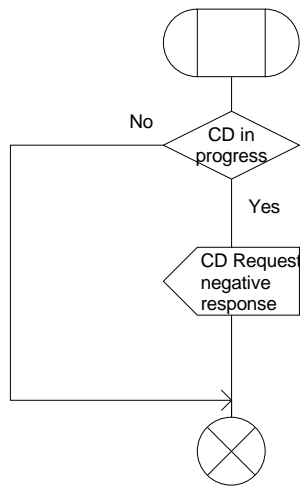 No
CD in
progress
Yes
CD Request
negative
response